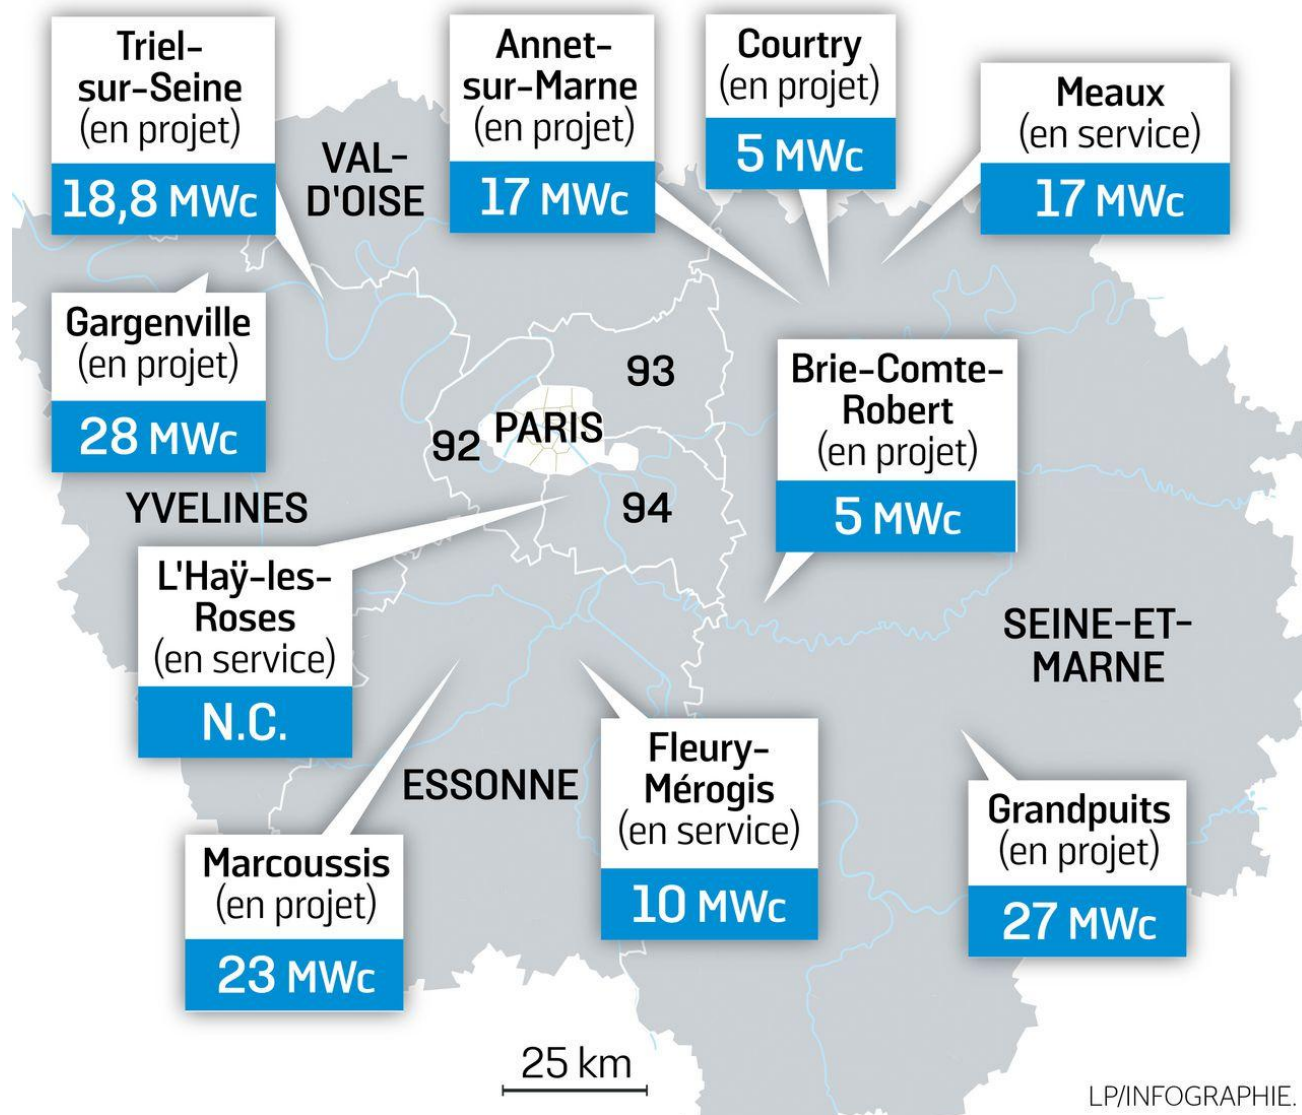 Triel-
sur-Seine
(en projet)
18,8 MWc
Annet-
sur-Marne
(en projet)
17 MWc
Courtry
(en projet)
5 MWc
Meaux
(en service)
17 MWc
VAL-
D'OISE
Gargenville
(en projet)
28 MWc
93
92
PARIS
94
Brie-Comte-
Robert
(en projet)
5 MWc
YVELINES
L'Haÿ-les-
Roses
(en service)
N.C.
SEINE-ET-
MARNE
ESSONNE
Fleury-
Mérogis
(en service)
10 MWc
Grandpuits
(en projet)
27 MWc
Marcoussis
(en projet)
23 MWc
25 km
LP/INFOGRAPHIE.